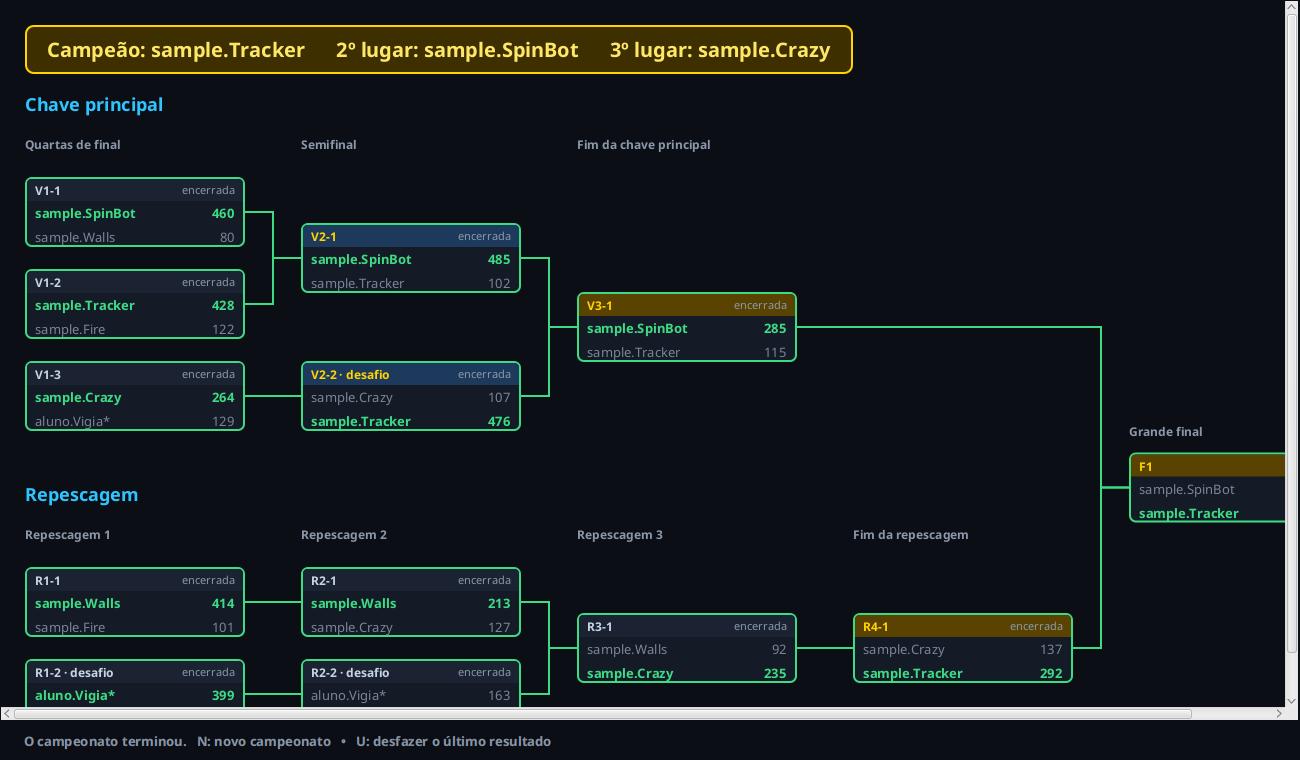 Campeão: sample.Tracker 2º lugar: sample.SpinBot 3º lugar: sample.Crazy
Chave principal
Quartas de final Semifinal Fim da chave principal
V1-1 encerrada
sample.SpinBot 460
sample.Walls 80
V1-2 encerrada
sample.Tracker 428
sample.Fire 122
V1-3 encerrada
sample.Crazy 264
aluno.Vigia* 129
V2-1 encerrada
sample.SpinBot 485
sample.Tracker 102
V2-2 · desafio encerrada
sample.Crazy 107
sample.Tracker 476
V3-1 encerrada
sample.SpinBot 285
sample.Tracker 115
Grande final
F1
sample.SpinBot
sample.Tracker
Repescagem
Repescagem 1 Repescagem 2 Repescagem 3 Fim da repescagem
R1-1 encerrada
sample.Walls 414
sample.Fire 101
R1-2 · desafio encerrada
aluno.Vigia* 399
R2-1 encerrada
sample.Walls 213
sample.Crazy 127
R2-2 · desafio encerrada
aluno.Vigia* 163
R3-1 encerrada
sample.Walls 92
sample.Crazy 235
R4-1 encerrada
sample.Crazy 137
sample.Tracker 292
O campeonato terminou. N: novo campeonato • U: desfazer o último resultado